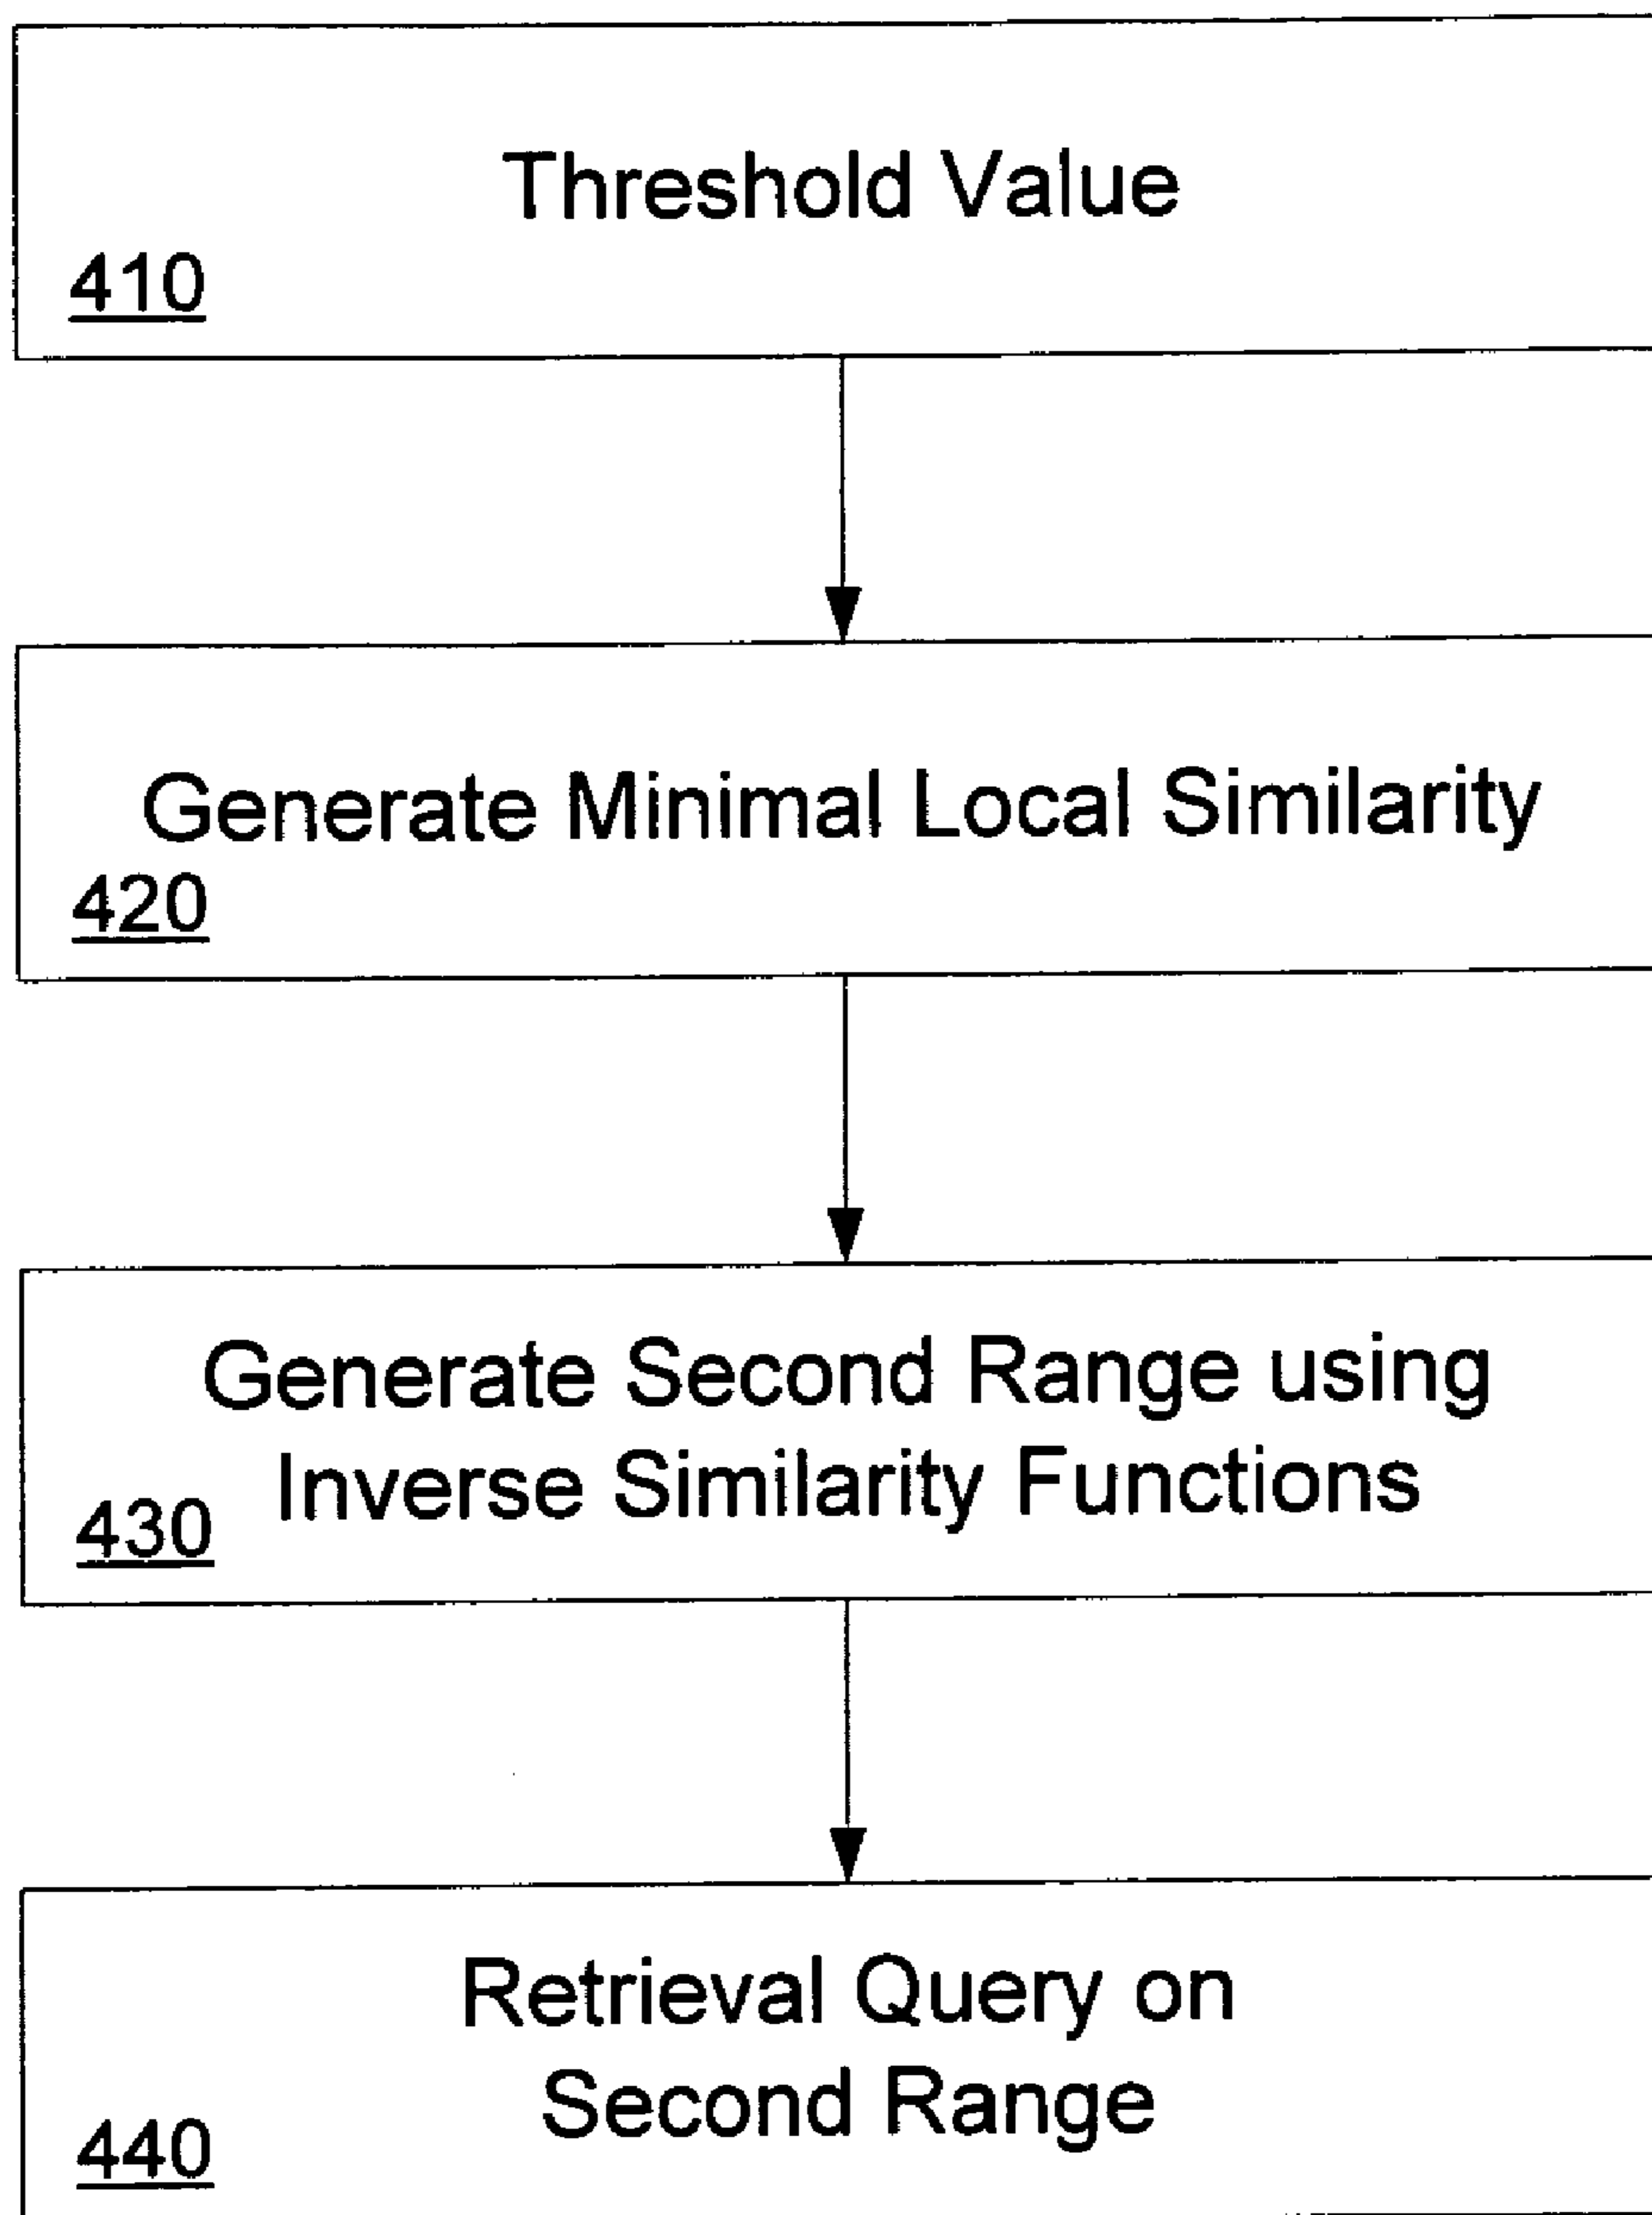 Threshold Value
410
Generate Minimal Local Similarity
420
Generate Second Range using
Inverse Similarity Functions
430
Retrieval Query on
Second Range
440